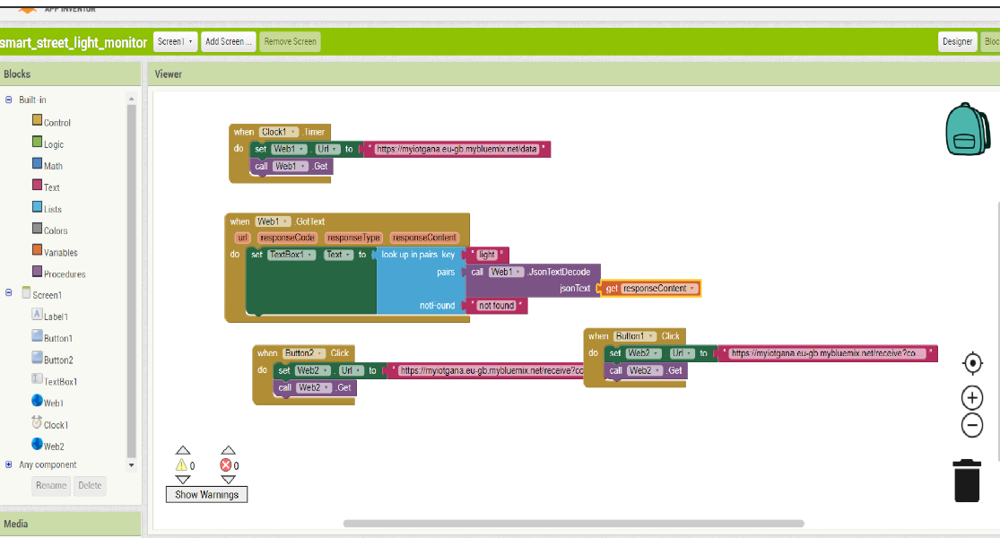 APP INVENTOR
smart_street_light_monitor Screen1 Add Screen ... Remove Screen Designer Bloc
Blocks
Viewer
Built-in
Control
Logic
Math
Text
Lists
Colors
Variables
Procedures
Screen1
Label1
Button1
Button2
TextBox1
Web1
Clock1
Web2
Any component
Rename Delete
Media
when Clock1 .Timer
do set Web1 . Url to " https://myiotgana.eu-gb.mybluemix.net/data "
call Web1 .Get
when Web1 .GotText
url responseCode responseType responseContent
do set TextBox1 . Text to look up in pairs key " light "
pairs call Web1 .JsonTextDecode
jsonText get responseContent
notFound " not found "
when Button2 .Click
do set Web2 . Url to " https://myiotgana.eu-gb.mybluemix.net/receive?co
call Web2 .Get
when Button1 .Click
do set Web2 . Url to " https://myiotgana.eu-gb.mybluemix.net/receive?co... "
call Web2 .Get
0 0
Show Warnings